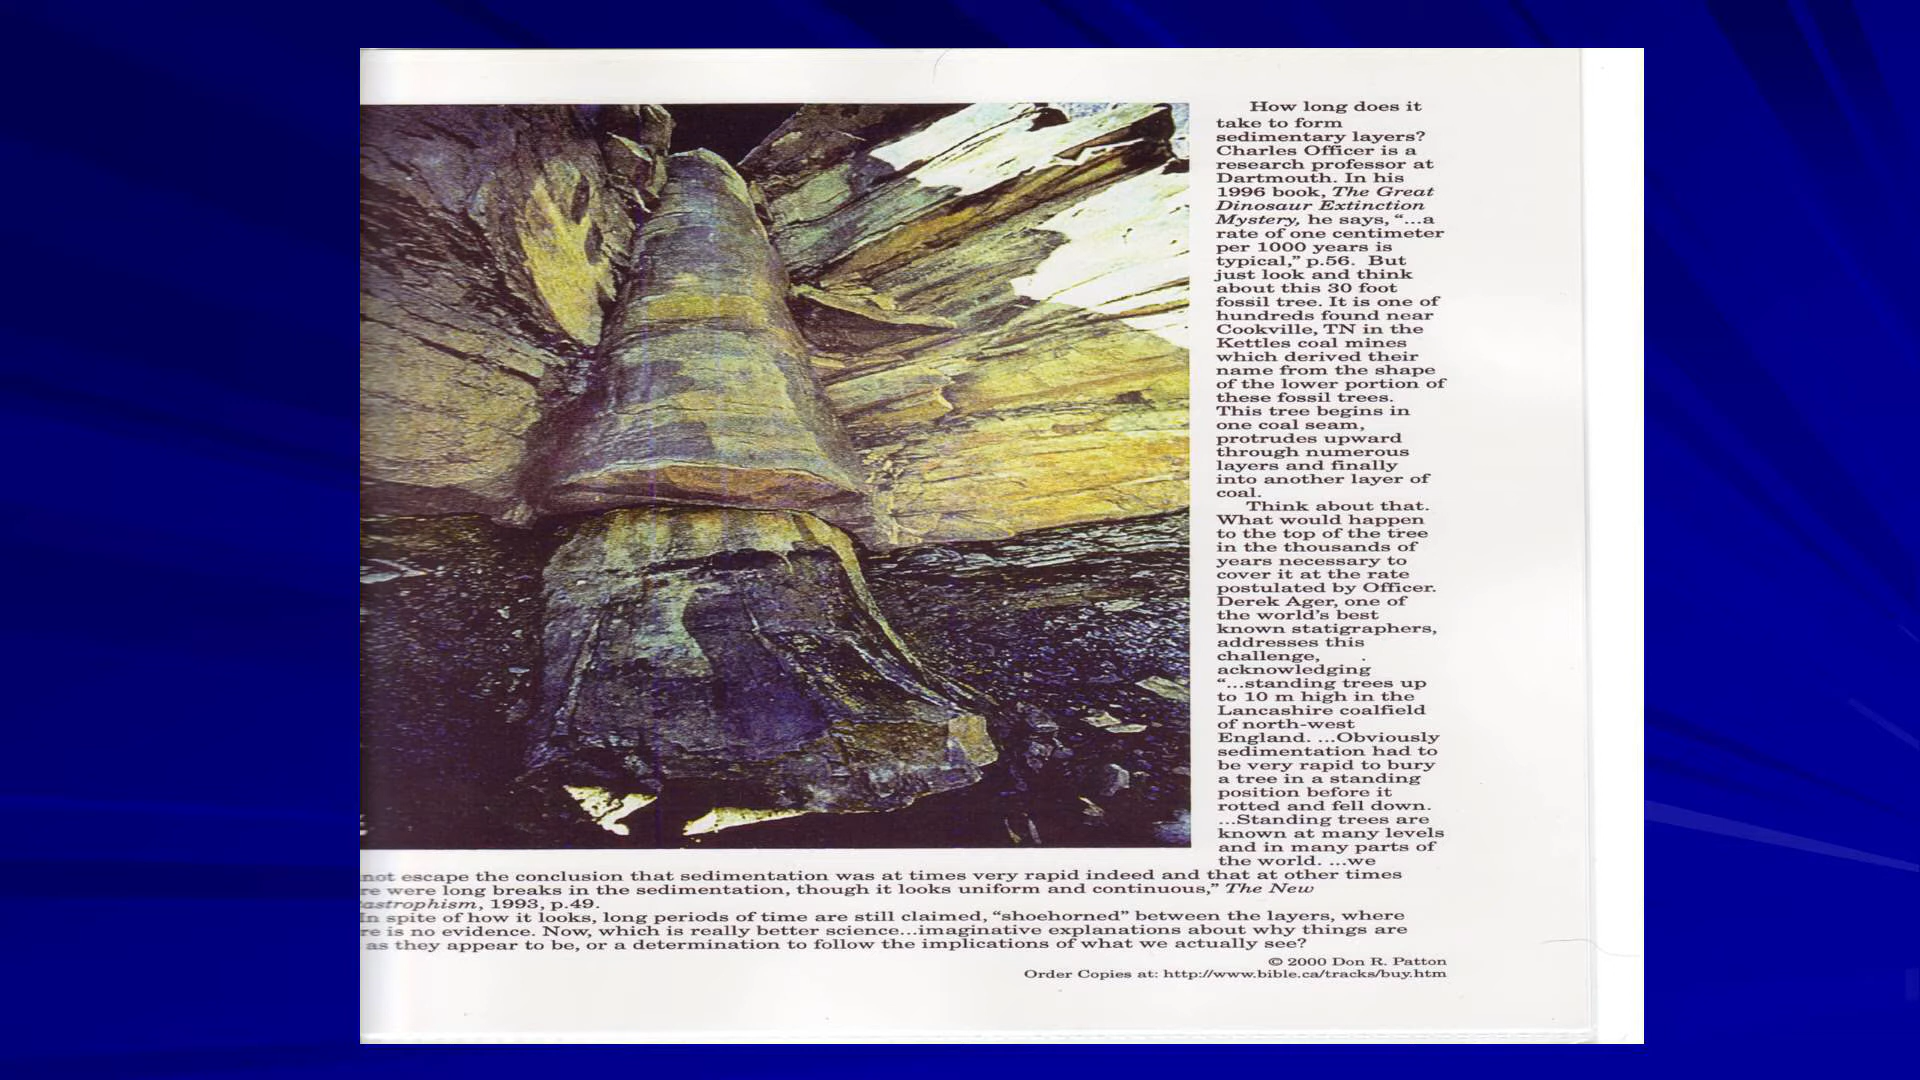 How long does it
take to form
sedimentary layers?
Charles Officer is a
research professor at
Dartmouth. In his
1996 book, The Great
Dinosaur Extinction
Mystery, he says, “...a
rate of one centimeter
per 1000 years is
typical,” p.56. But
just look and think
about this 30 foot
fossil tree. It is one of
hundreds found near
Cookville, TN in the
Kettles coal mines
which derived their
name from the shape
of the lower portion of
these fossil trees.
This tree begins in
one coal seam,
protrudes upward
through numerous
layers and finally
into another layer of
coal.
Think about that.
What would happen
to the top of the tree
in the thousands of
years necessary to
cover it at the rate
postulated by Officer.
Derek Ager, one of
the world’s best
known statigraphers,
addresses this
challenge,
acknowledging
“...standing trees up
to 10 m high in the
Lancashire coalfield
of north-west
England. ...Obviously
sedimentation had to
be very rapid to bury
a tree in a standing
position before it
rotted and fell down.
...Standing trees are
known at many levels
and in many parts of
the world. ...we
not escape the conclusion that sedimentation was at times very rapid indeed and that at other times
re were long breaks in the sedimentation, though it looks uniform and continuous,” The New
astrophism, 1993, p.49.
In spite of how it looks, long periods of time are still claimed, “shoehorned” between the layers, where
re is no evidence. Now, which is really better science...imaginative explanations about why things are
as they appear to be, or a determination to follow the implications of what we actually see?
© 2000 Don R. Patton
Order Copies at: http://www.bible.ca/tracks/buy.htm